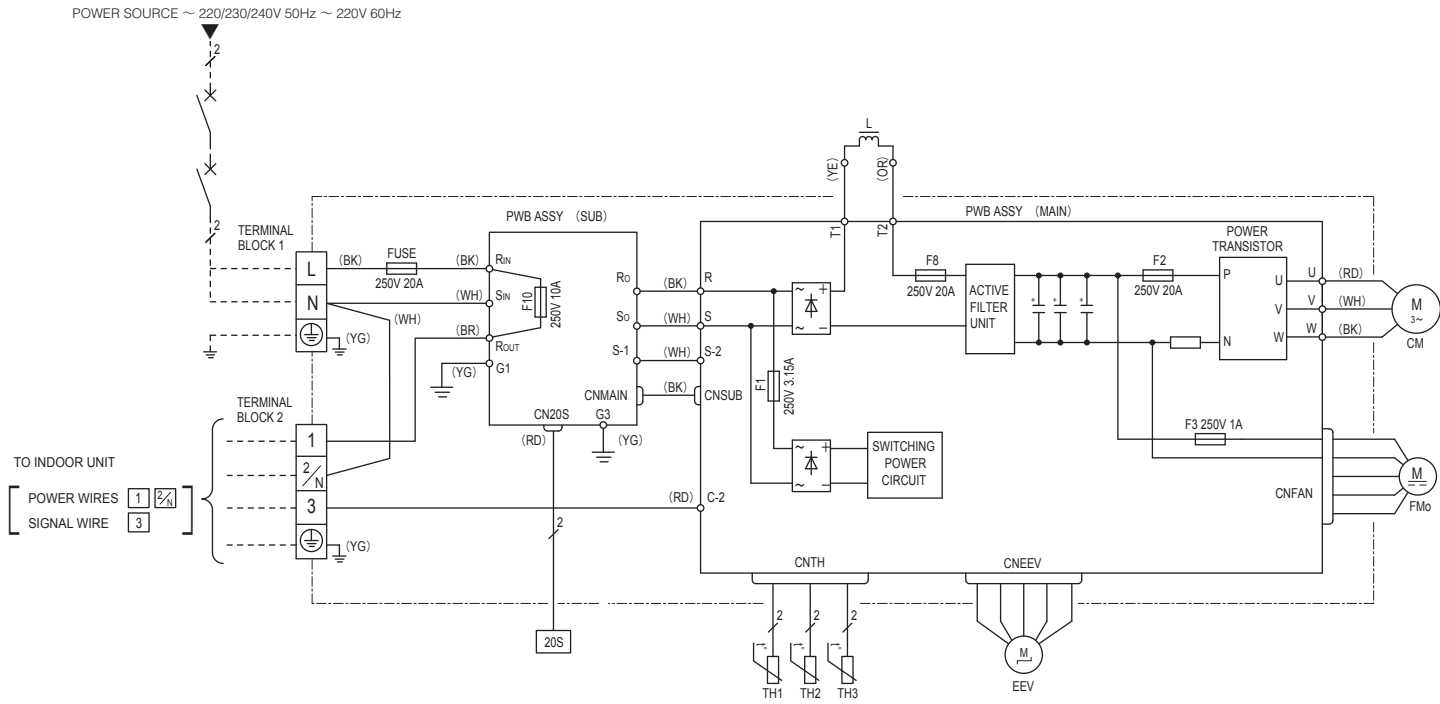 POWER SOURCE ～ 220/230/240V 50Hz ～ 220V 60Hz
2
2
TERMINAL
BLOCK 1
L
N
(BK)
FUSE
250V 20A
(BK)
(WH)
(WH)
(BR)
(YG)
(YG)
PWB ASSY (SUB)
RIN
SIN
ROUT
G1
F10
250V 10A
RO
SO
S-1
CNMAIN
CN20S
G3
(RD)
(YG)
(BK)
(WH)
(WH)
(BK)
R
S
S-2
CNSUB
L
(YE)
(OR)
T1
T2
PWB ASSY (MAIN)
~
~
+
−
F1
250V 3.15A
~
~
+
−
SWITCHING
POWER
CIRCUIT
F8
250V 20A
ACTIVE
FILTER
UNIT
+
+
+
F2
250V 20A
POWER
TRANSISTOR
P
N
U
V
W
U
V
W
(RD)
(WH)
(BK)
M
3~
CM
F3 250V 1A
CNFAN
M
FMo
TERMINAL
BLOCK 2
1
2/N
3
(YG)
TO INDOOR UNIT
POWER WIRES 1 2/N
SIGNAL WIRE 3
(RD)
C-2
2
20S
CNTH
2
2
2
TH1
TH2
TH3
CNEEV
M
EEV